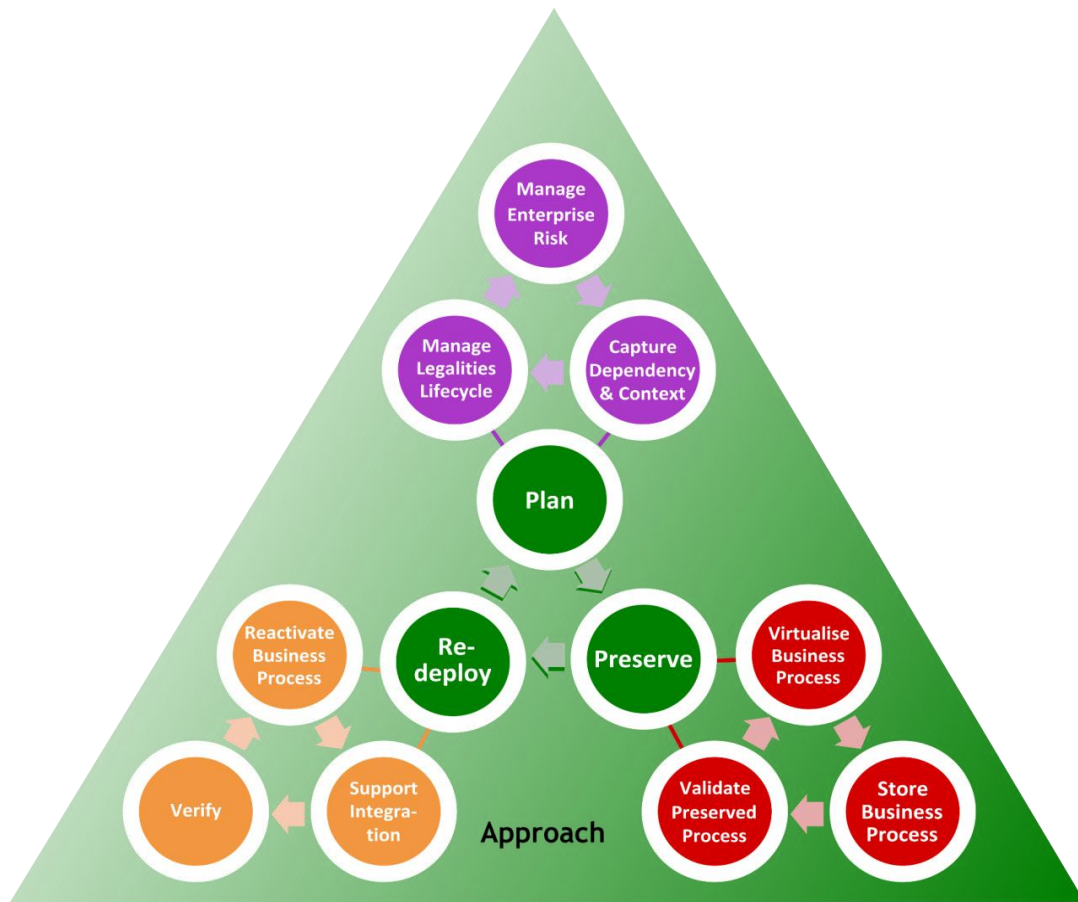 Manage
Enterprise
Risk
Manage
Legalities
Lifecycle
Capture
Dependency
& Context
Plan
Reactivate
Business
Process
Re-
deploy
Preserve
Virtualise
Business
Process
Verify
Support
Integra-
tion
Approach
Validate
Preserved
Process
Store
Business
Process